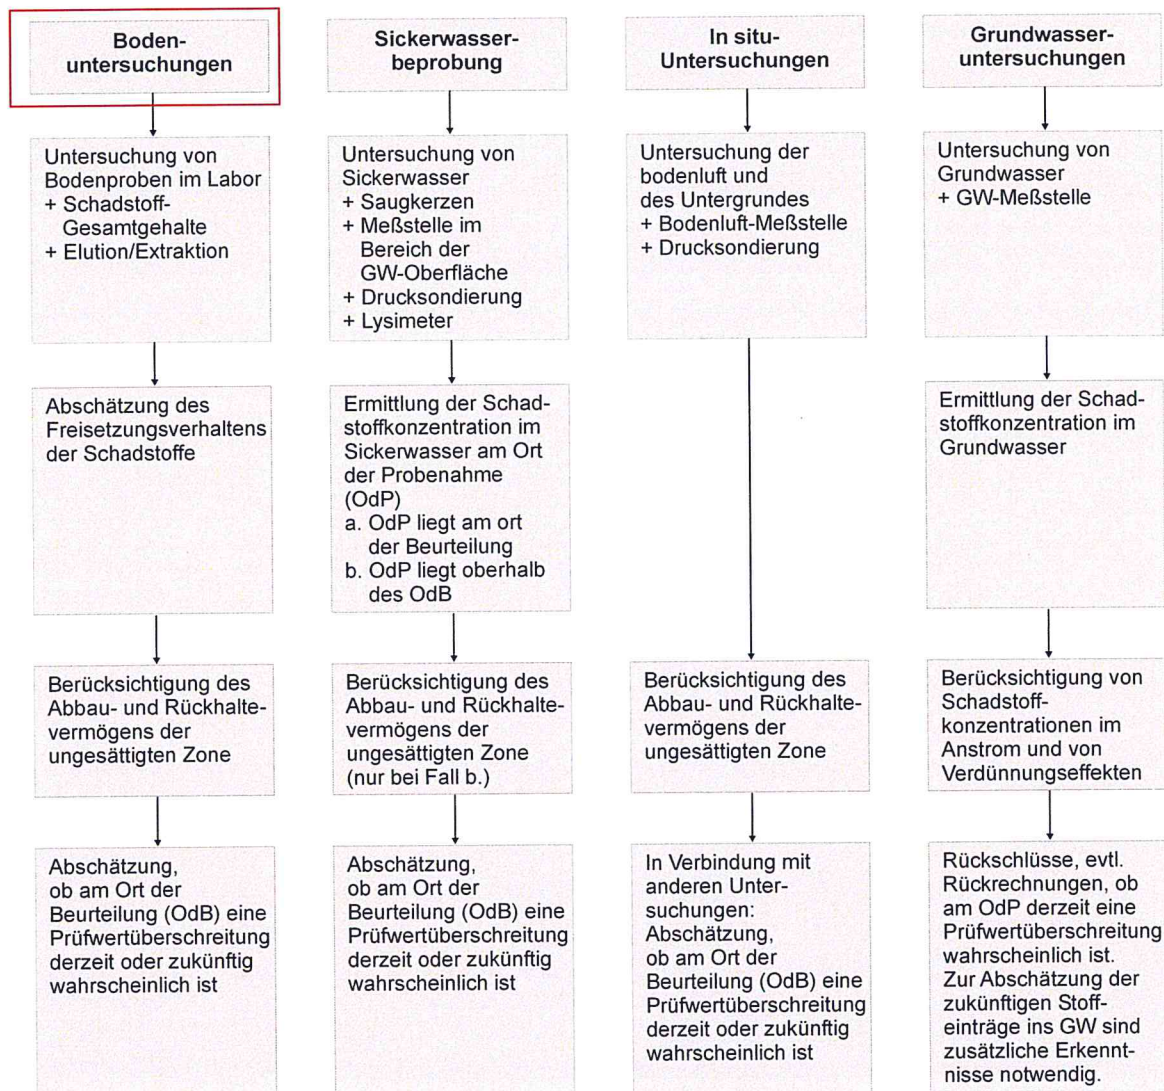 Boden-
untersuchungen
Untersuchung von
Bodenproben im Labor
+ Schadstoff-
Gesamtgehalte
+ Elution/Extraktion
Abschätzung des
Freisetzungsverhaltens
der Schadstoffe
Berücksichtigung des
Abbau- und Rückhalte-
vermögens der
ungesättigten Zone
Abschätzung,
ob am Ort der
Beurteilung (OdB) eine
Prüfwertüberschreitung
derzeit oder zukünftig
wahrscheinlich ist
Sickerwasser-
beprobung
Untersuchung von
Sickerwasser
+ Saugkerzen
+ Meßstelle im
Bereich der
GW-Oberfläche
+ Drucksondierung
+ Lysimeter
Ermittlung der Schad-
stoffkonzentration im
Sickerwasser am Ort
der Probenahme
(OdP)
a. OdP liegt am ort
der Beurteilung
b. OdP liegt oberhalb
des OdB
Berücksichtigung des
Abbau- und Rückhalte-
vermögens der
ungesättigten Zone
(nur bei Fall b.)
Abschätzung,
ob am Ort der
Beurteilung (OdB) eine
Prüfwertüberschreitung
derzeit oder zukünftig
wahrscheinlich ist
In situ-
Untersuchungen
Untersuchung der
bodenluft und
des Untergrundes
+ Bodenluft-Meßstelle
+ Drucksondierung
Berücksichtigung des
Abbau- und Rückhalte-
vermögens der
ungesättigten Zone
In Verbindung mit
anderen Unter-
suchungen:
Abschätzung,
ob am Ort der
Beurteilung (OdB) eine
Prüfwertüberschreitung
derzeit oder zukünftig
wahrscheinlich ist
Grundwasser-
untersuchungen
Untersuchung von
Grundwasser
+ GW-Meßstelle
Ermittlung der Schad-
stoffkonzentration im
Grundwasser
Berücksichtigung von
Schadstoff-
konzentrationen im
Anstrom und von
Verdünnungseffekten
Rückschlüsse, evtl.
Rückrechnungen, ob
am OdP derzeit eine
Prüfwertüberschreitung
wahrscheinlich ist.
Zur Abschätzung der
zukünftigen Stoff-
einträge ins GW sind
zusätzliche Erkennt-
nisse notwendig.